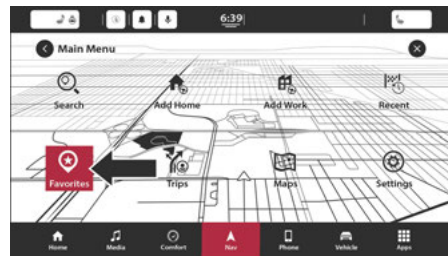 6:39
Main Menu
Search
Add Home
Add Work
Recent
Favorites
Trips
Maps
Settings
Home
Media
Comfort
Nav
Phone
Vehicle
Apps